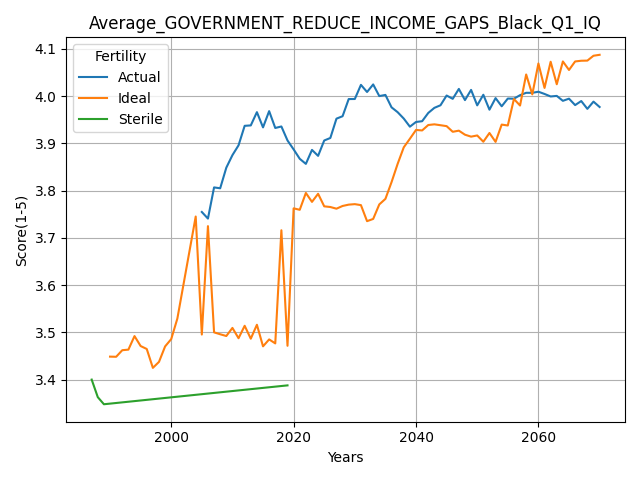 Average_GOVERNMENT_REDUCE_INCOME_GAPS_Black_Q1_IQ
Fertility
Actual
Ideal
Sterile
Score(1-5)
4.1
4.0
3.9
3.8
3.7
3.6
3.5
3.4
2000
2020
2040
2060
Years